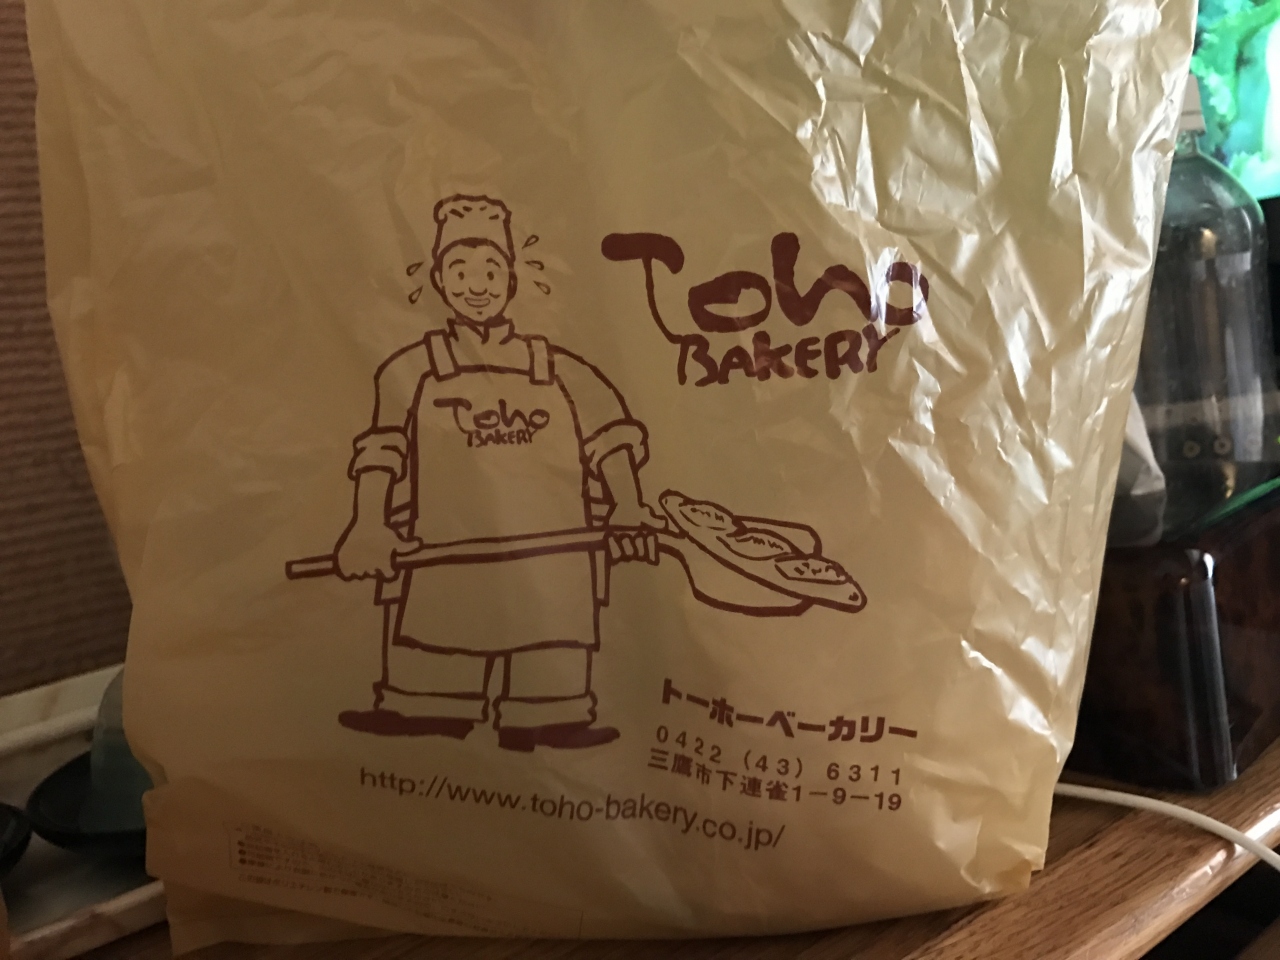 Toho
BAKERY
Toho
BAKERY
トーホーベーカリー
0422（43）6311
三鷹市下連雀1－9－19
http://www.toho-bakery.co.jp/